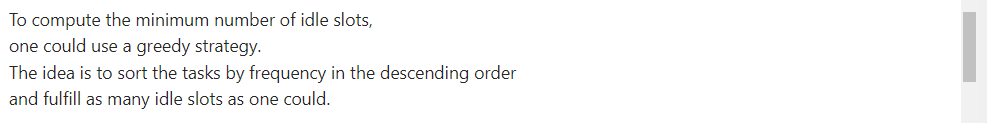 To compute the minimum number of idle slots,
one could use a greedy strategy.
The idea is to sort the tasks by frequency in the descending order
and fulfill as many idle slots as one could.